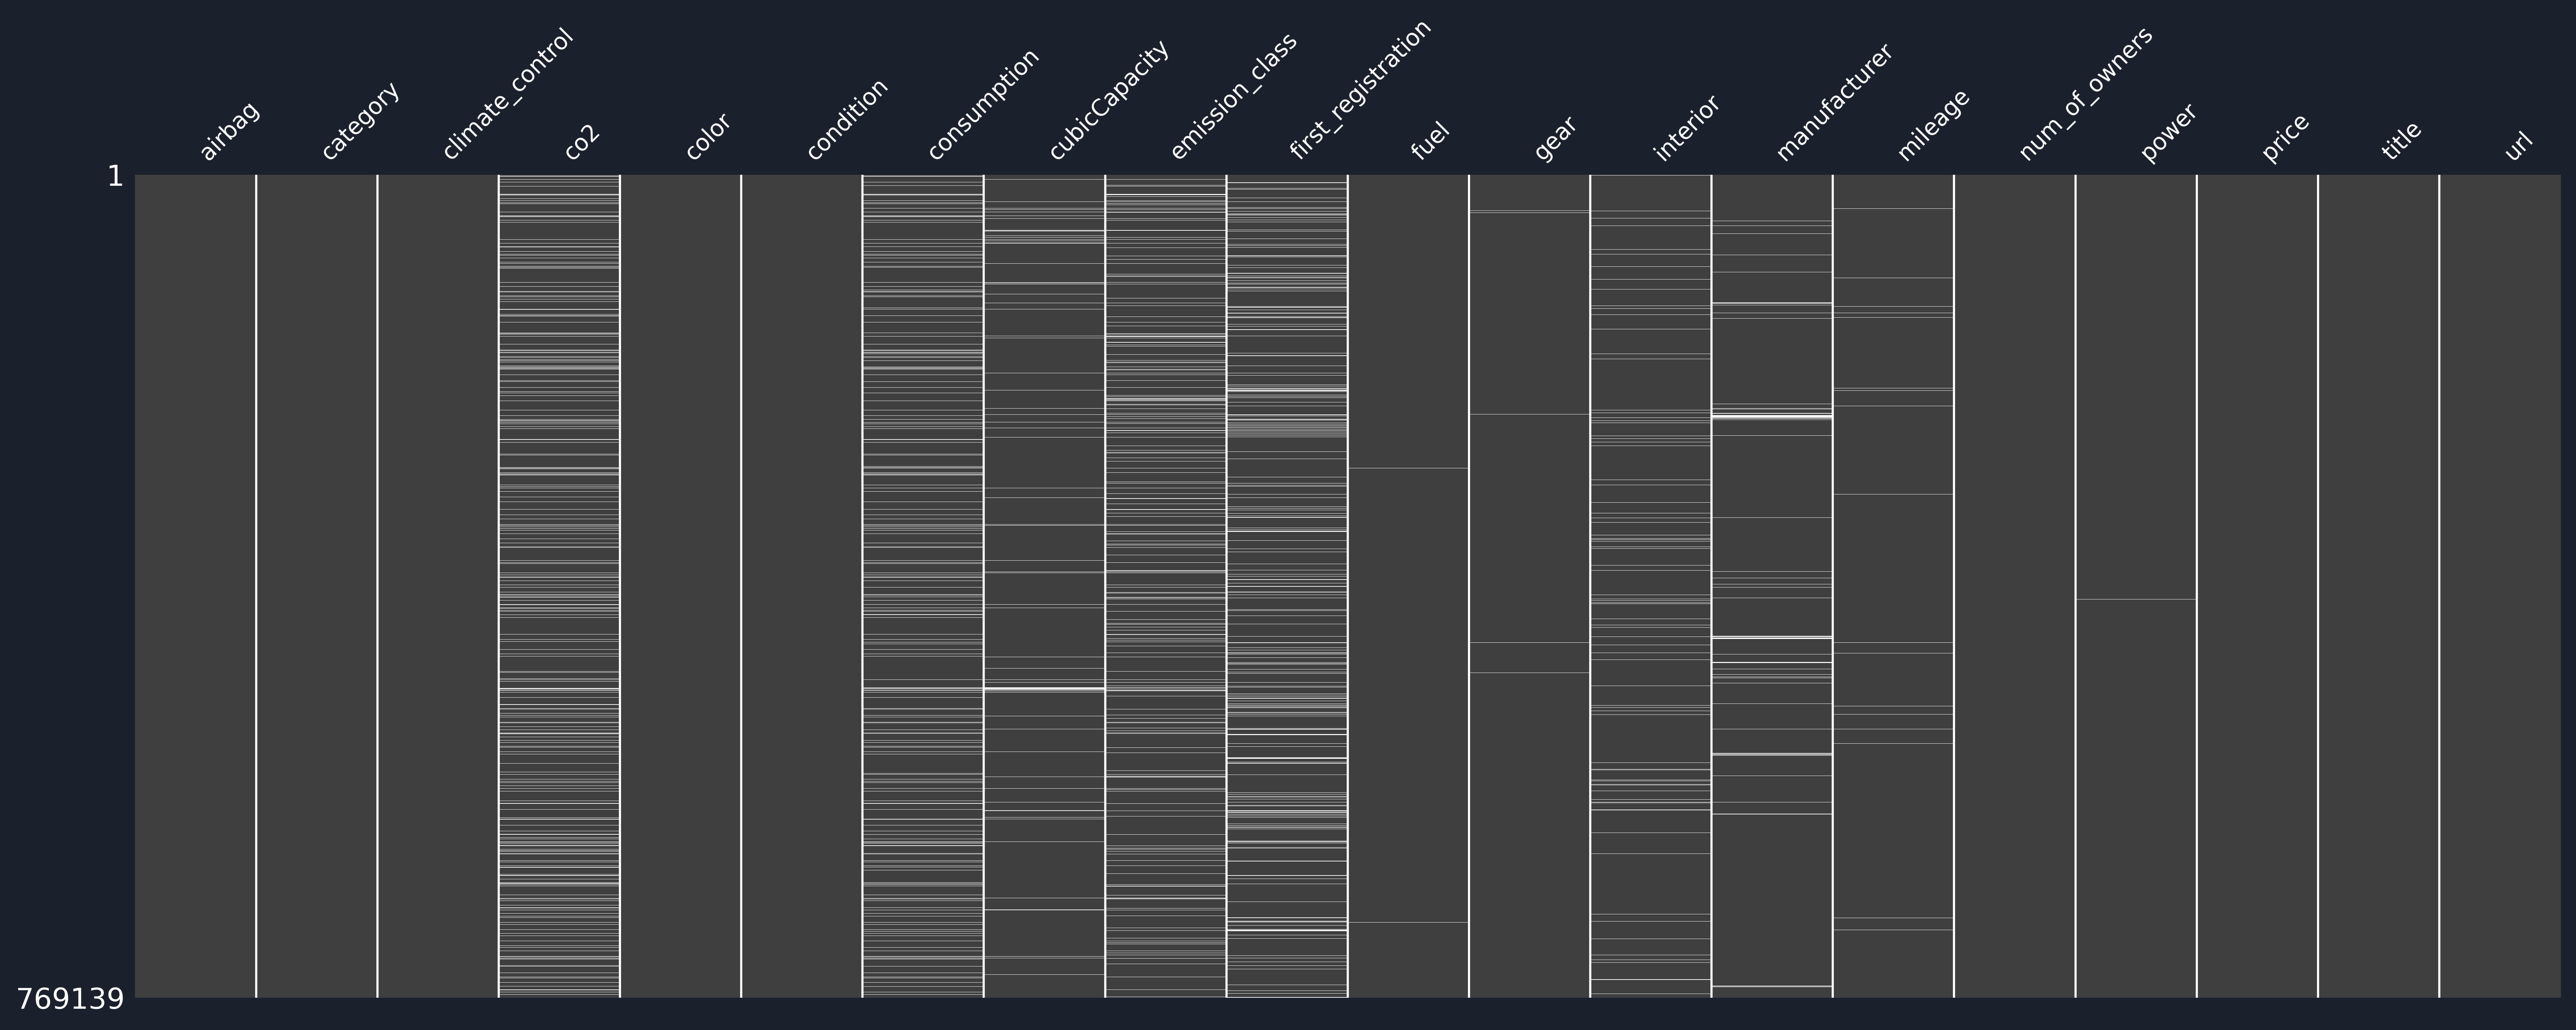 airbag
category
climate_control
co2
color
condition
consumption
cubicCapacity
emission_class
first_registration
fuel
gear
interior
manufacturer
mileage
num_of_owners
power
price
title
url
1
769139